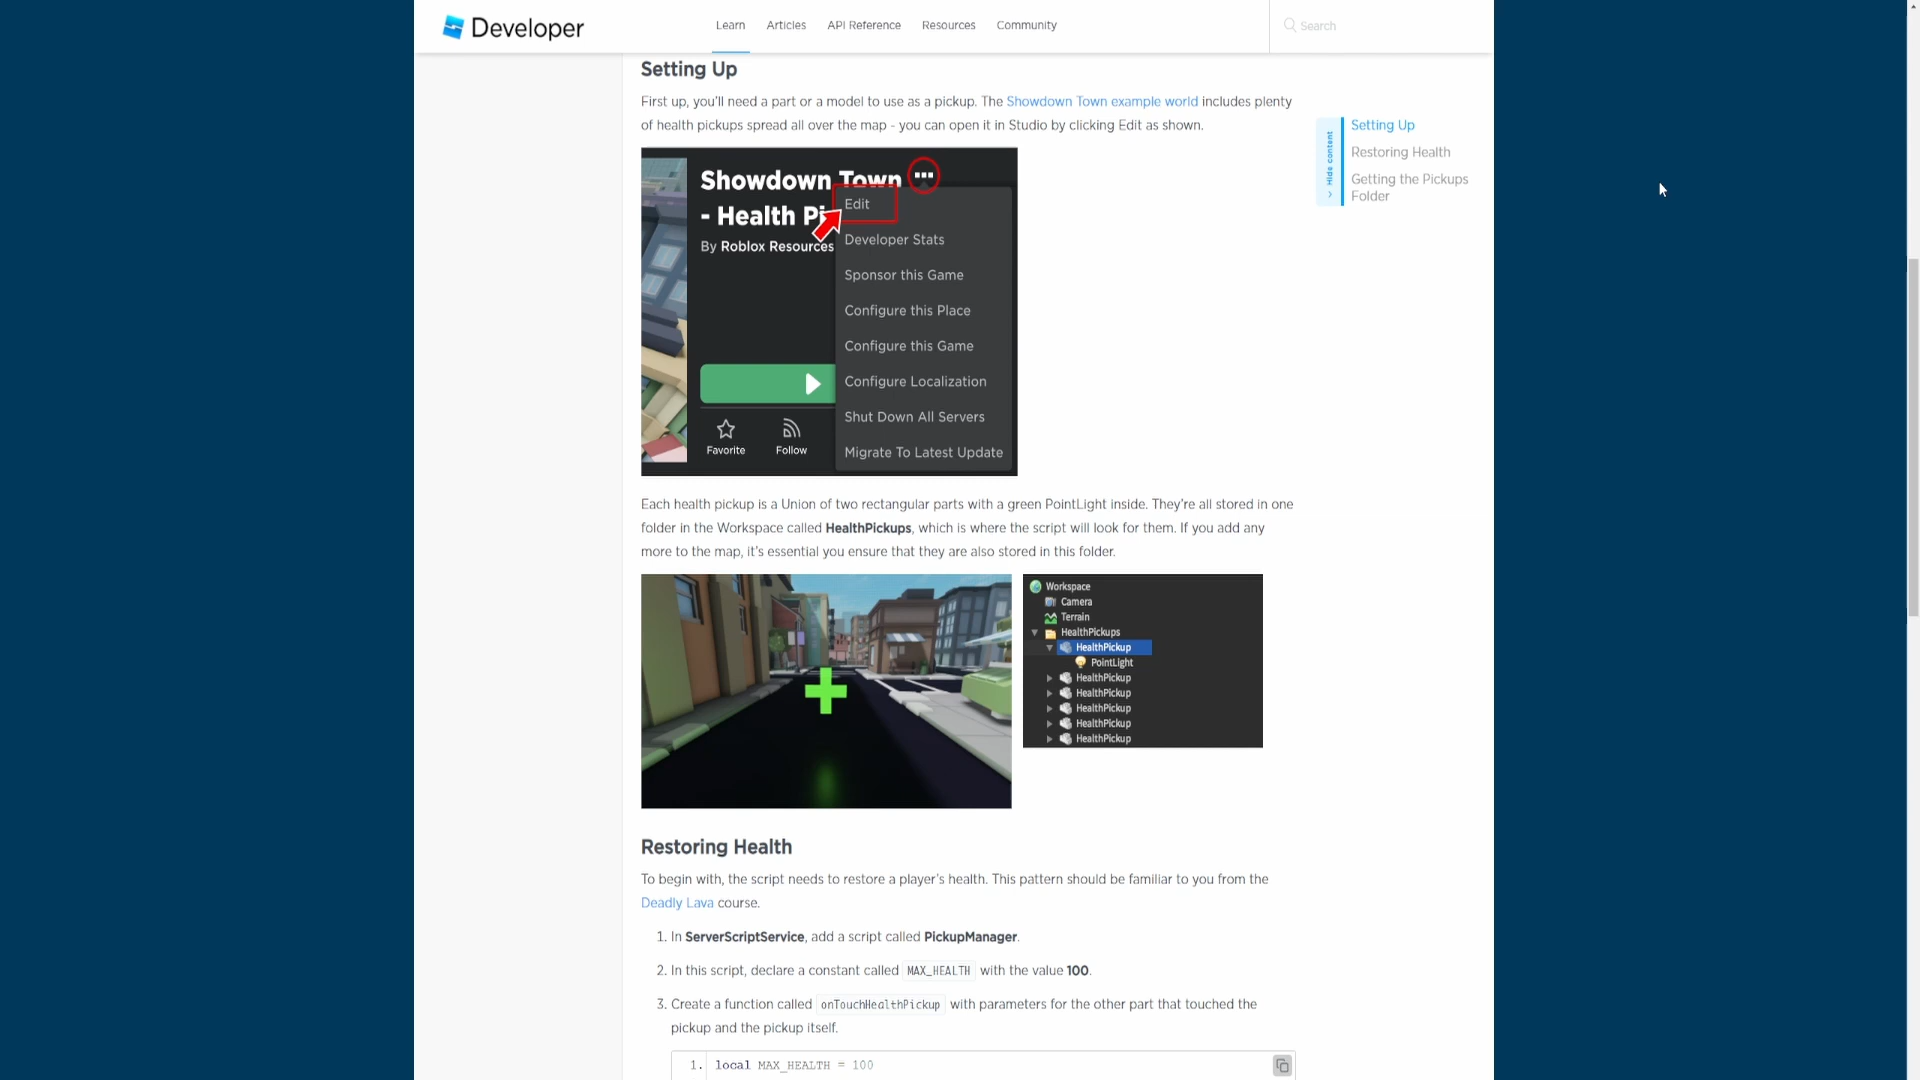 Developer
Learn
Articles
API Reference
Resources
Community
Search
Setting Up
First up, you'll need a part or a model to use as a pickup. The Showdown Town example world includes plenty
of health pickups spread all over the map - you can open it in Studio by clicking Edit as shown.
Hide content
Setting Up
Restoring Health
Getting the Pickups
Folder
Showdown Town
- Health Pi
By Roblox Resources
Edit
Developer Stats
Sponsor this Game
Configure this Place
Configure this Game
Configure Localization
Shut Down All Servers
Migrate To Latest Update
Favorite
Follow
Each health pickup is a Union of two rectangular parts with a green PointLight inside. They're all stored in one
folder in the Workspace called HealthPickups, which is where the script will look for them. If you add any
more to the map, it's essential you ensure that they are also stored in this folder.
Workspace
Camera
Terrain
HealthPickups
HealthPickup
PointLight
HealthPickup
HealthPickup
HealthPickup
HealthPickup
HealthPickup
Restoring Health
To begin with, the script needs to restore a player's health. This pattern should be familiar to you from the
Deadly Lava course.
1. In ServerScriptService, add a script called PickupManager.
2. In this script, declare a constant called MAX_HEALTH with the value 100.
3. Create a function called onTouchHealthPickup with parameters for the other part that touched the
pickup and the pickup itself.
1. local MAX_HEALTH = 100